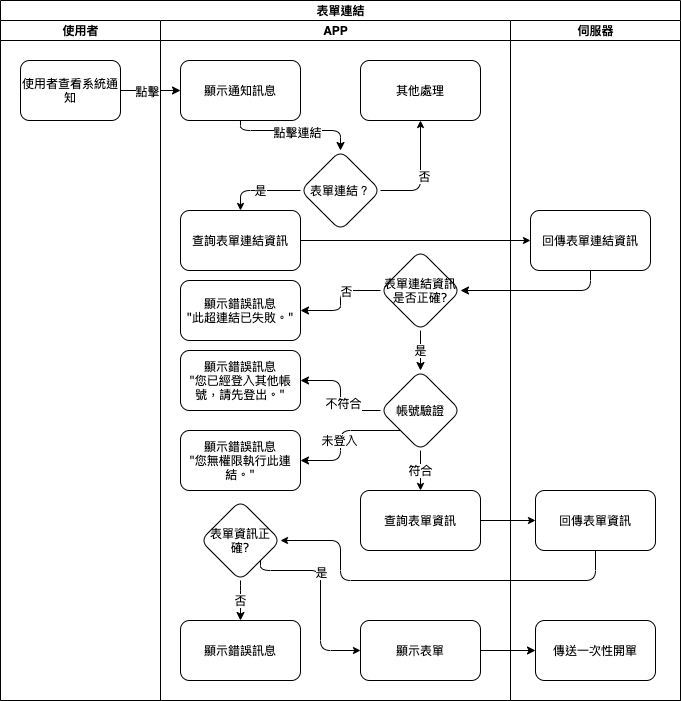 表單連結
使用者
APP
伺服器
使用者查看系統通
知
點擊
顯示通知訊息
其他處理
點擊連結
表單連結？
否
是
查詢表單連結資訊
回傳表單連結資訊
表單連結資訊
是否正確?
否
顯示錯誤訊息
"此超連結已失敗。"
是
顯示錯誤訊息
"您已經登入其他帳
號，請先登出。"
不符合
帳號驗證
未登入
顯示錯誤訊息
"您無權限執行此連
結。"
符合
查詢表單資訊
回傳表單資訊
表單資訊正
確?
是
否
顯示錯誤訊息
顯示表單
傳送一次性開單